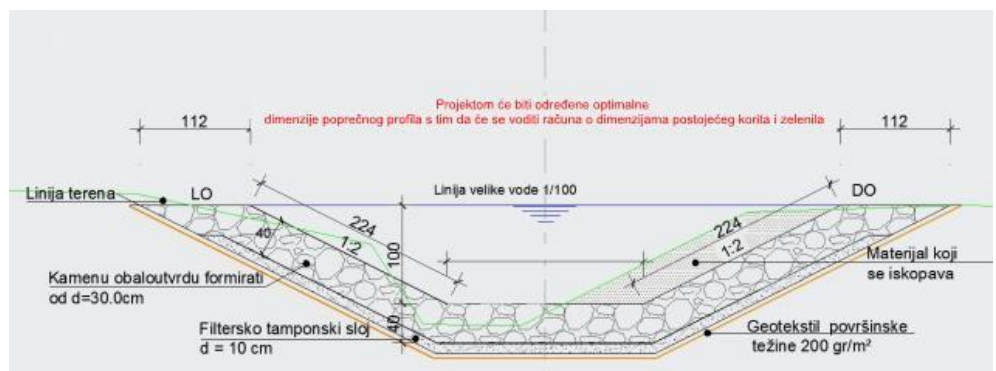 Projektom će biti određene optimalne
dimenzije poprečnog profila s tim da će se voditi računa o dimenzijama postojećeg korita i zelenila
112
112
Linija terena
LO
Linija velike vode 1/100
DO
40
224
1:2
100
224
1:2
Materijal koji
se iskopava
Kamenu obaloutvrdu formirati
od d=30.0cm
40
Filtersko tamponski sloj
d = 10 cm
Geotekstil površinske
težine 200 gr/m²